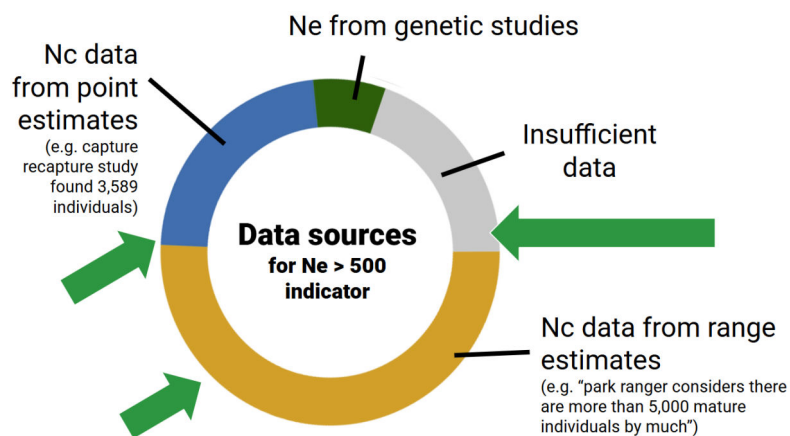 Ne from genetic studies
Nc data
from point
estimates
(e.g. capture
recapture study
found 3,589
individuals)
Insufficient
data
Data sources
for Ne > 500
indicator
Nc data from range
estimates
(e.g. “park ranger considers there
are more than 5,000 mature
individuals by much”)